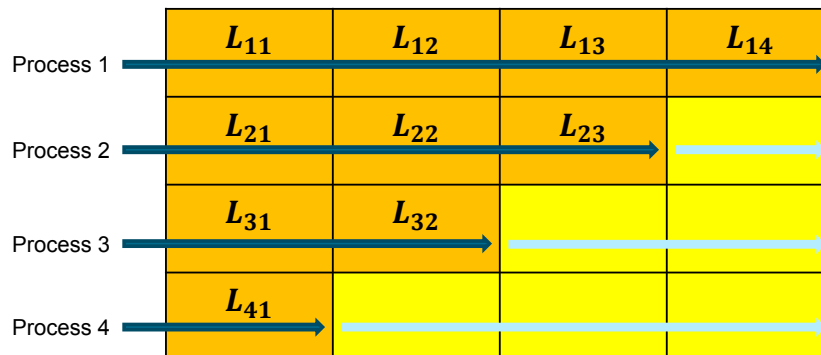 L₁₁ L₁₂ L₁₃ L₁₄
Process 1
L₂₁ L₂₂ L₂₃
Process 2
L₃₁ L₃₂
Process 3
L₄₁
Process 4